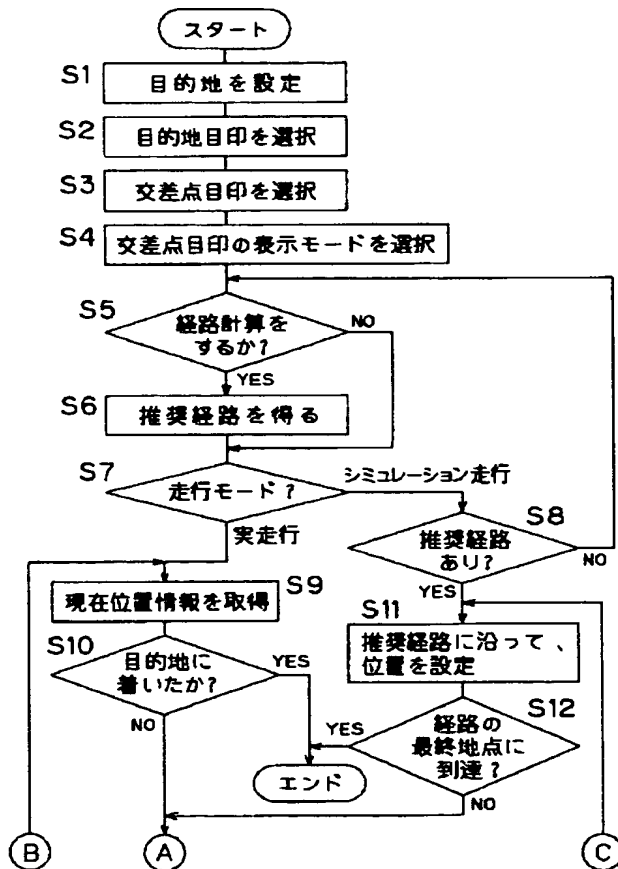 スタート
S1
目的地を設定
S2
目的地目印を選択
S3
交差点目印を選択
S4
交差点目印の表示モードを選択
S5
経路計算を
するか?
NO
YES
S6
推奨経路を得る
S7
走行モード?
シミュレーション走行
実走行
S8
推奨経路
あり?
NO
YES
S9
現在位置情報を取得
S10
目的地に
着いたか?
YES
NO
S11
推奨経路に沿って、
位置を設定
S12
経路の
最終地点に
到達?
YES
NO
エンド
B
A
C